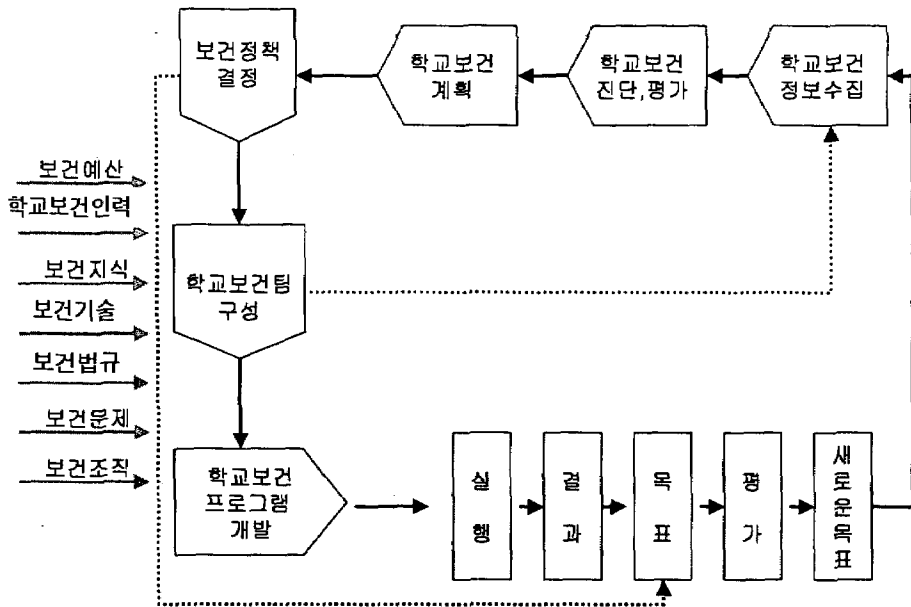 보건정책
결정
학교보건
계획
학교보건
진단,평가
학교보건
정보수집
보건예산
학교보건인력
보건지식
보건기술
보건법규
보건문제
보건조직
학교보건팀
구성
학교보건
프로그램
개발
실
행
결
과
목
표
평
가
새
로
운
목
표